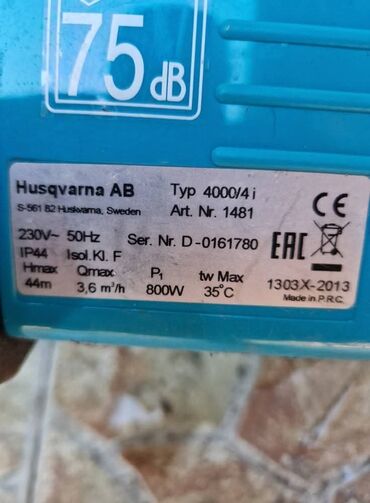 75 dB
Husqvarna AB Typ 4000/4 i
S-561 82 Huskvarna, Sweden Art. Nr. 1481
CE
230V~ 50Hz Ser. Nr. D-0161780
EAC
IP44 Isol.Kl. F
Hmax Qmax P₁ tw Max
44m 3,6 m³/h 800W 35°C
1303X-2013
Made in P.R.C.